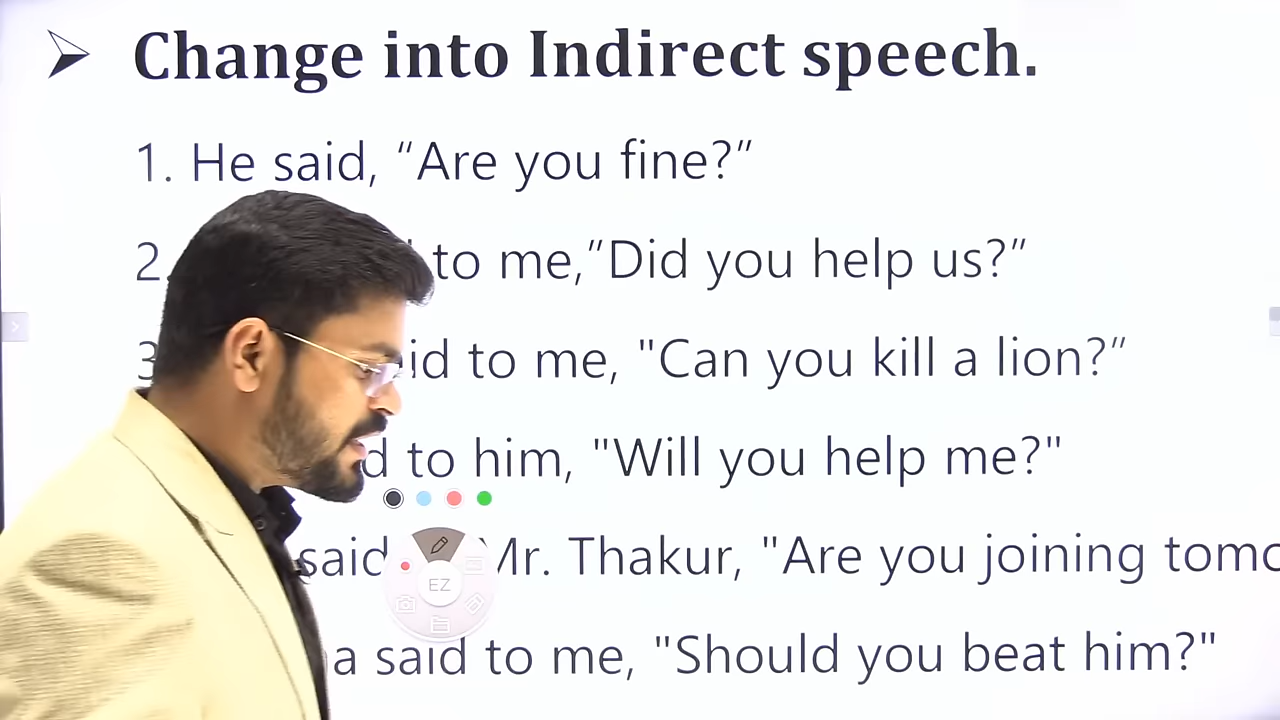 Change into Indirect speech.
1. He said, “Are you fine?”
2. to me,”Did you help us?”
3 to me, "Can you kill a lion?”
to him, "Will you help me?"
said Mr. Thakur, "Are you joining
said to me, "Should you beat him?"
EZ